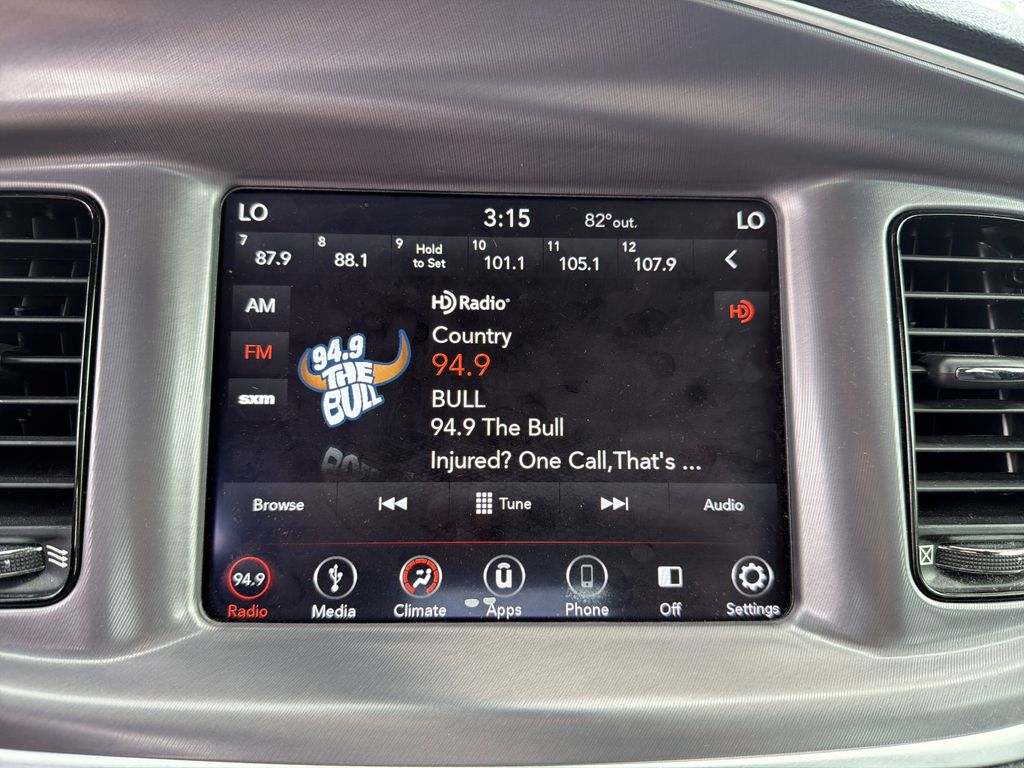 LO 3:15 82° out. LO
7 87.9 8 88.1 9 Hold to Set 10 101.1 11 105.1 12 107.9
AM
FM
sxm
94.9
THE
BULL
HD Radio
HD
Country
94.9
BULL
94.9 The Bull
Injured? One Call,That's ...
Browse Tune Audio
94.9
Radio Media Climate Apps Phone Off Settings